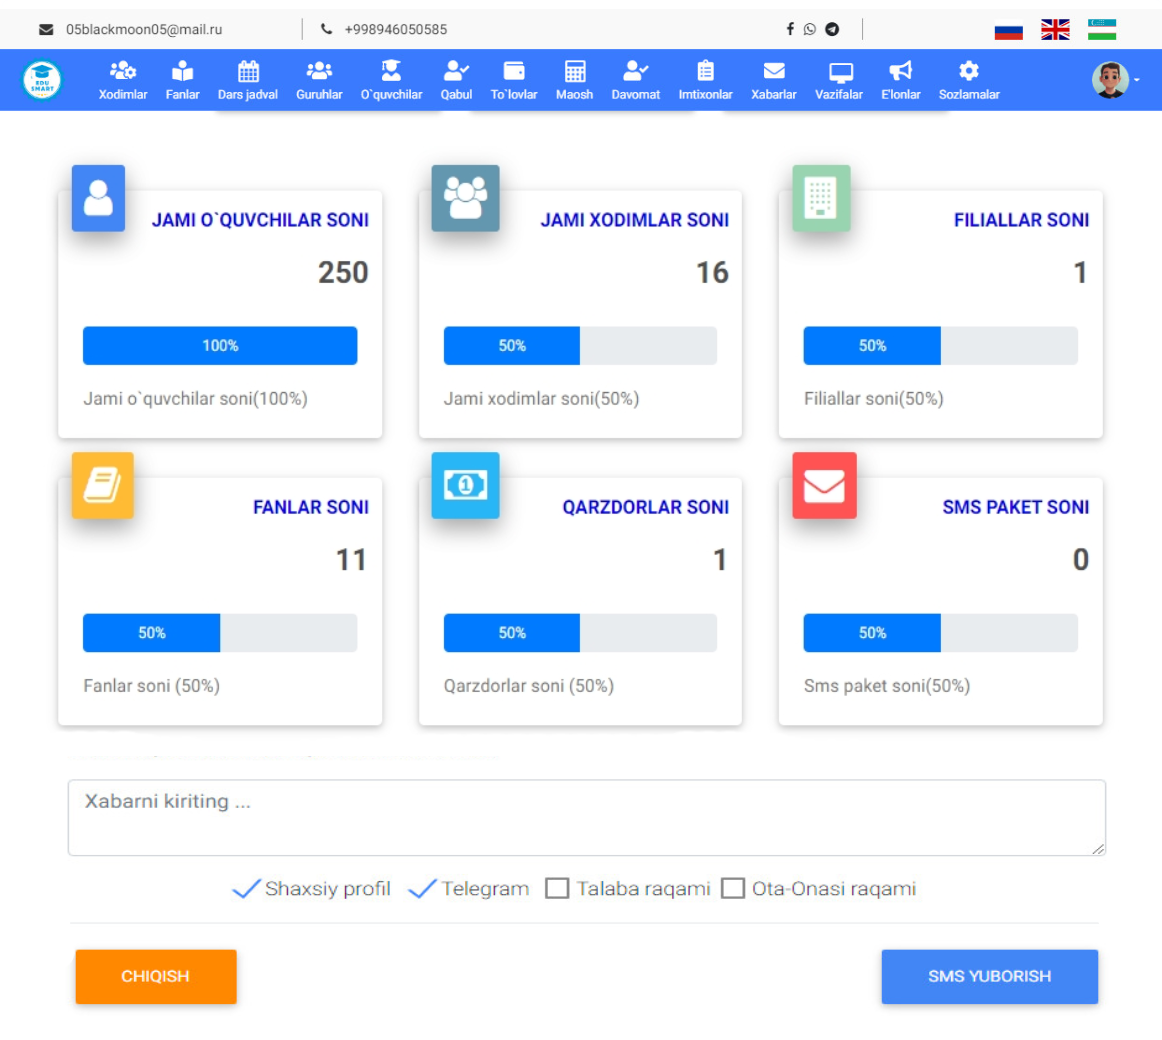 05blackmoon05@mail.ru +998946050585
EDU
SMART
Xodimlar Fanlar Dars jadval Guruhlar O`quvchilar Qabul To`lovlar Maosh Davomat Imtixonlar Xabarlar Vazifalar E'lonlar Sozlamalar
JAMI O`QUVCHILAR SONI
250
100%
Jami o`quvchilar soni(100%)
JAMI XODIMLAR SONI
16
50%
Jami xodimlar soni(50%)
FILIALLAR SONI
1
50%
Filiallar soni(50%)
FANLAR SONI
11
50%
Fanlar soni (50%)
QARZDORLAR SONI
1
50%
Qarzdorlar soni (50%)
SMS PAKET SONI
0
50%
Sms paket soni(50%)
Xabarni kiriting ...
Shaxsiy profil Telegram Talaba raqami Ota-Onasi raqami
CHIQISH SMS YUBORISH